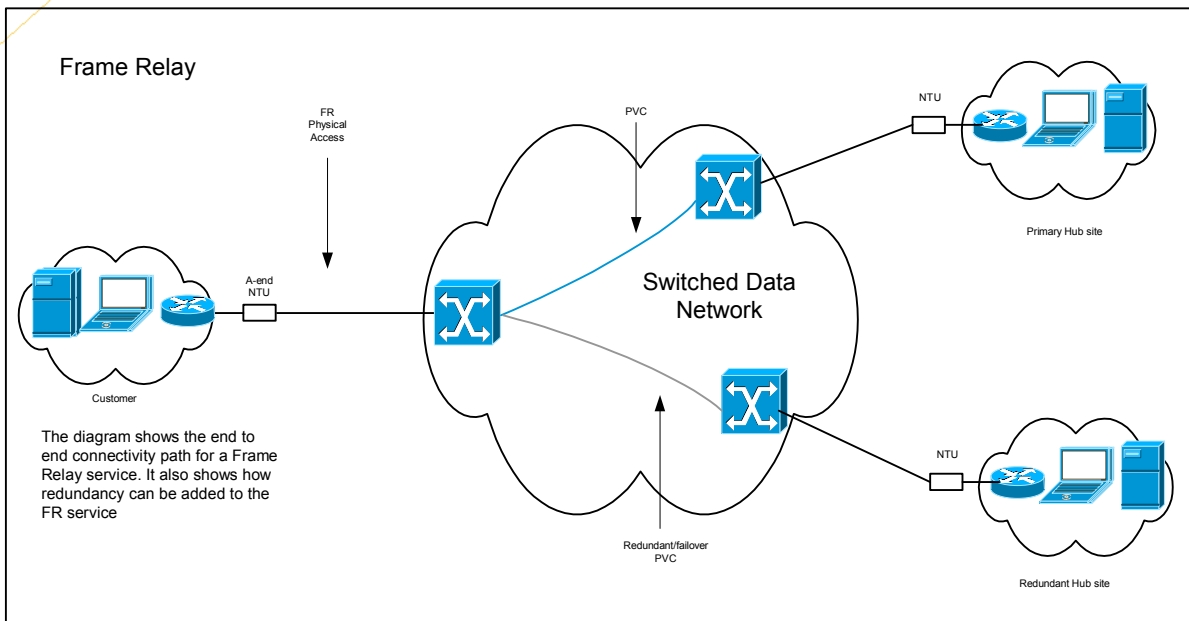 Frame Relay
FR
Physical
Access
PVC
NTU
Primary Hub site
A-end
NTU
Switched Data
Network
Customer
The diagram shows the end to
end connectivity path for a Frame
Relay service. It also shows how
redundancy can be added to the
FR service
NTU
Redundant/failover
PVC
Redundant Hub site